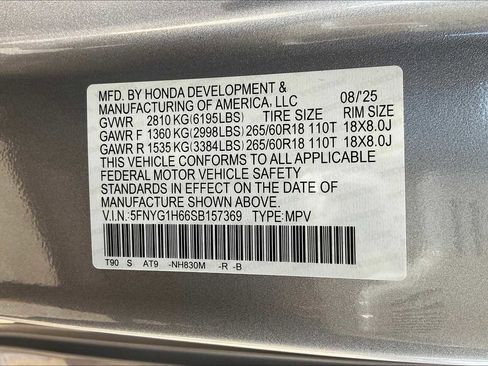 MFD. BY HONDA DEVELOPMENT &
MANUFACTURING OF AMERICA, LLC 08/'25
GVWR 2810 KG(6195LBS) TIRE SIZE RIM SIZE
GAWR F 1360 KG(2998LBS) 265/60R18 110T 18X8.0J
GAWR R 1535 KG(3384LBS) 265/60R18 110T 18X8.0J
THIS VEHICLE CONFORMS TO ALL APPLICABLE
FEDERAL MOTOR VEHICLE SAFETY
STANDARDS IN EFFECT ON THE DATE OF
MANUFACTURE SHOWN ABOVE.
V.I.N.: 5FNYG1H66SB157369 TYPE: MPV
T90 S AT9 -NH830M -R -B